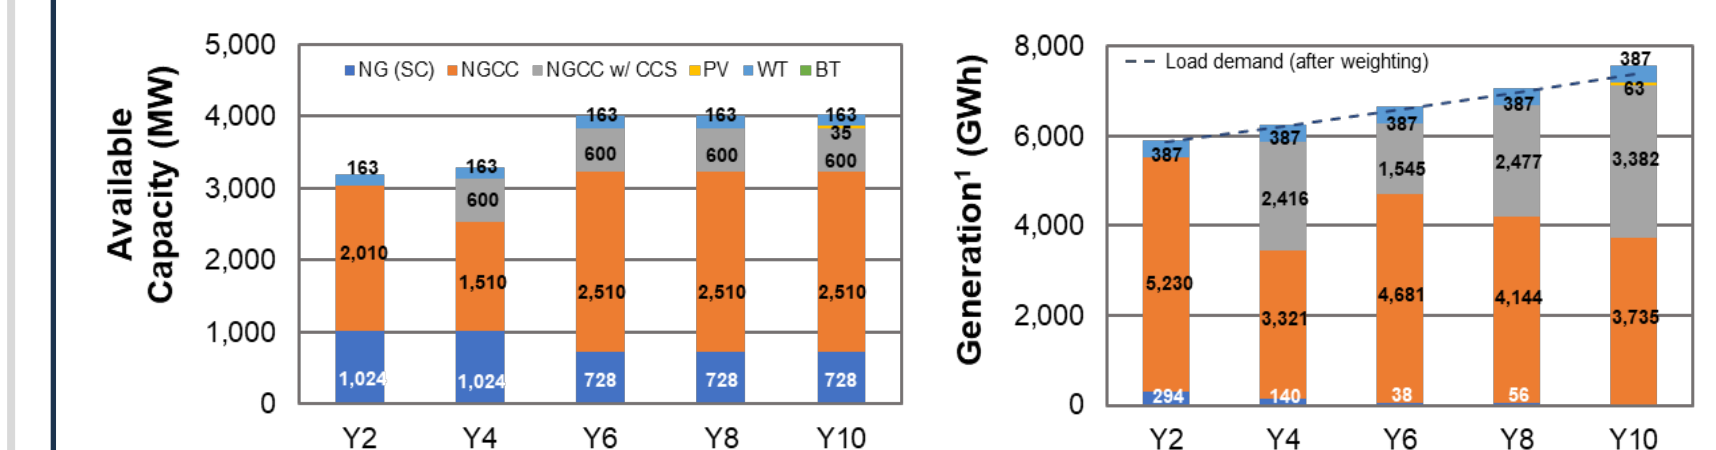 Available
Capacity (MW)
5,000
4,000
3,000
2,000
1,000
0
NG (SC) NGCC NGCC w/ CCS PV WT BT
163 163 163 163 163
35
600 600 600 600
2,010 1,510 2,510 2,510 2,510
1,024 1,024 728 728 728
Y2 Y4 Y6 Y8 Y10
Generation¹ (GWh)
8,000
6,000
4,000
2,000
0
Load demand (after weighting)
387 387 387 387 387
63
2,416 1,545 2,477 3,382
5,230 3,321 4,681 4,144 3,735
294 140 38 56
Y2 Y4 Y6 Y8 Y10